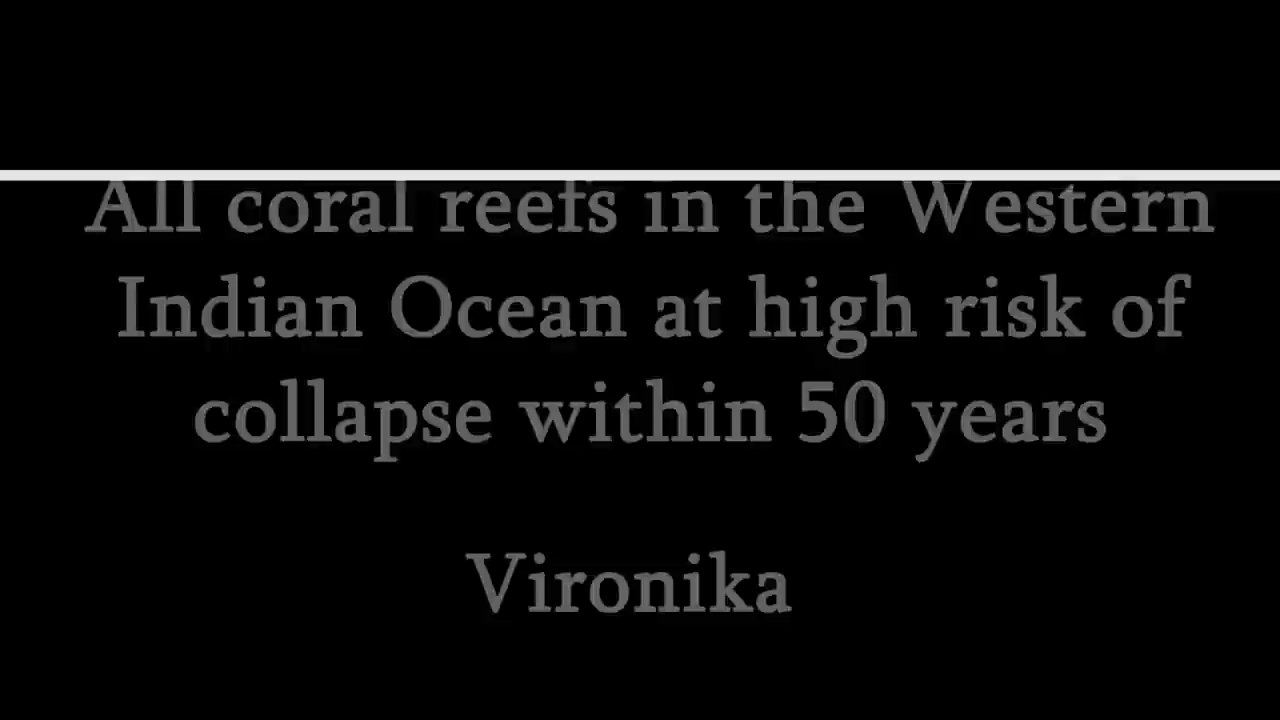 All coral reefs in the Western
Indian Ocean at high risk of
collapse within 50 years
Vironika